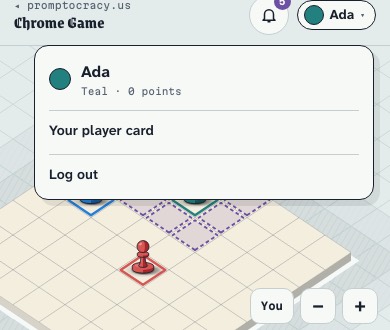 ◂ promptocracy.us
Chrome Game
5
Ada ▾
Ada
Teal · 0 points
Your player card
Log out
You − +